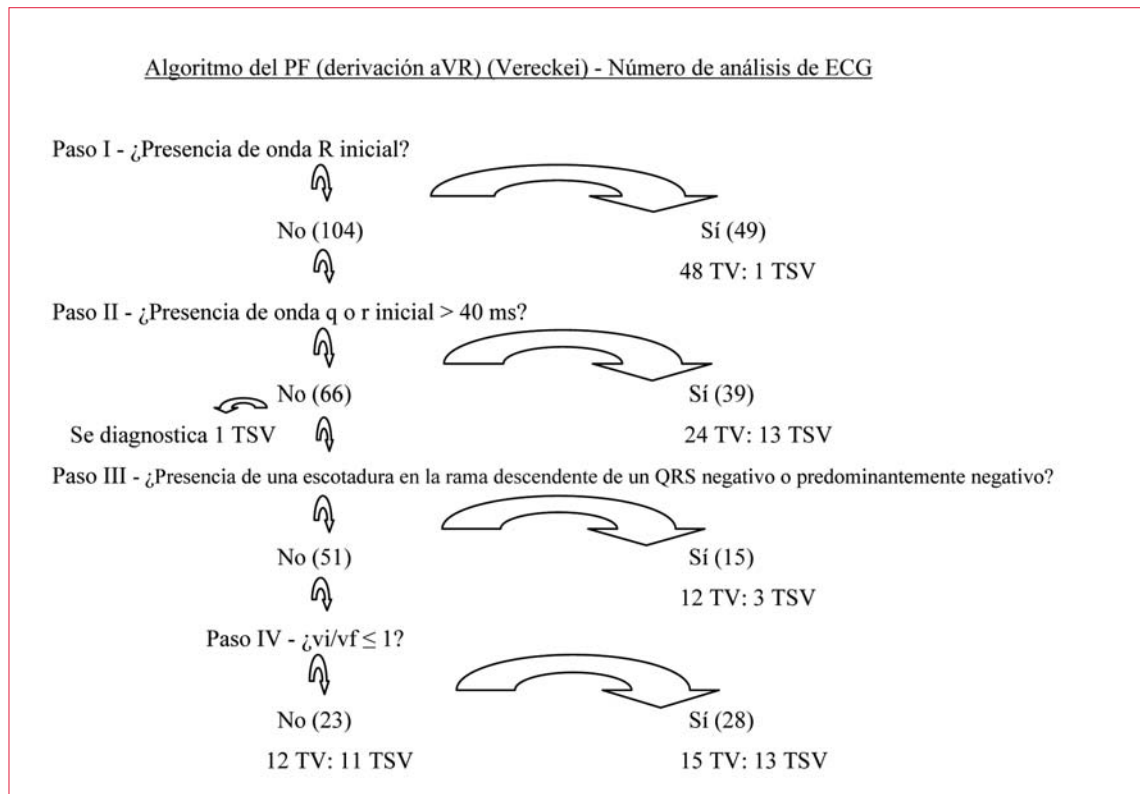 Algoritmo del PF (derivación aVR) (Vereckei) - Número de análisis de ECG
Paso I - ¿Presencia de onda R inicial?
No (104)
Sí (49)
48 TV: 1 TSV
Paso II - ¿Presencia de onda q o r inicial > 40 ms?
No (66)
Sí (39)
Se diagnostica 1 TSV
24 TV: 13 TSV
Paso III - ¿Presencia de una escotadura en la rama descendente de un QRS negativo o predominantemente negativo?
No (51)
Sí (15)
12 TV: 3 TSV
Paso IV - ¿vi/vf ≤ 1?
No (23)
Sí (28)
12 TV: 11 TSV
15 TV: 13 TSV